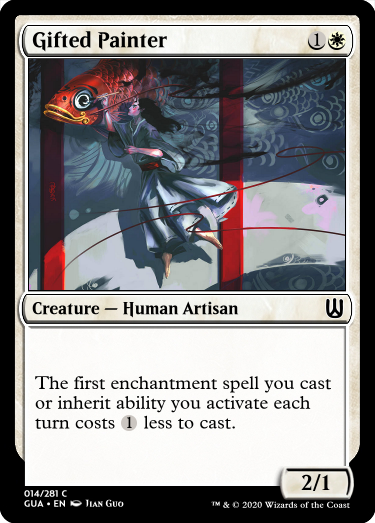 Gifted Painter 1
Creature — Human Artisan
The first enchantment spell you cast
or inherit ability you activate each
turn costs 1 less to cast.
2/1
014/281 C
GUA • EN Jian Guo
™ & © 2020 Wizards of the Coast